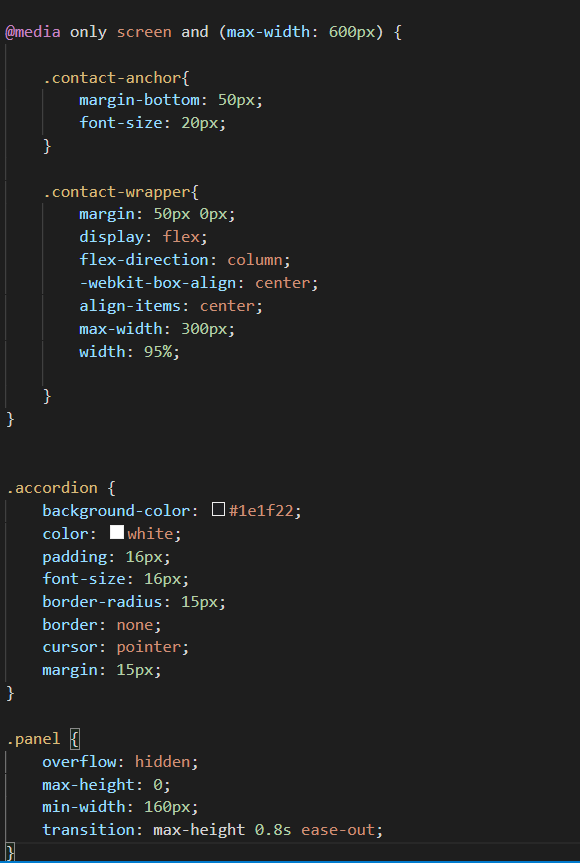 @media only screen and (max-width: 600px) {
.contact-anchor{
margin-bottom: 50px;
font-size: 20px;
}
.contact-wrapper{
margin: 50px 0px;
display: flex;
flex-direction: column;
-webkit-box-align: center;
align-items: center;
max-width: 300px;
width: 95%;
}
}
.accordion {
background-color: #1e1f22;
color: white;
padding: 16px;
font-size: 16px;
border-radius: 15px;
border: none;
cursor: pointer;
margin: 15px;
}
.panel {
overflow: hidden;
max-height: 0;
min-width: 160px;
transition: max-height 0.8s ease-out;
}